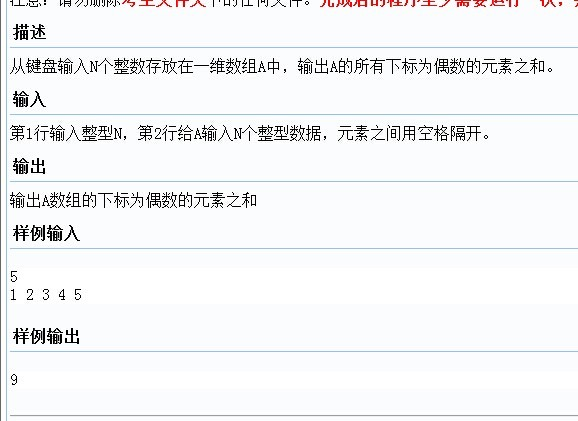 注意！请勿删除考生文件夹下的任何文件。完成后的程序至少需要运行一次，
描述
从键盘输入N个整数存放在一维数组A中，输出A的所有下标为偶数的元素之和。
输入
第1行输入整型N，第2行给A输入N个整型数据，元素之间用空格隔开。
输出
输出A数组的下标为偶数的元素之和
样例输入
5
1 2 3 4 5
样例输出
9